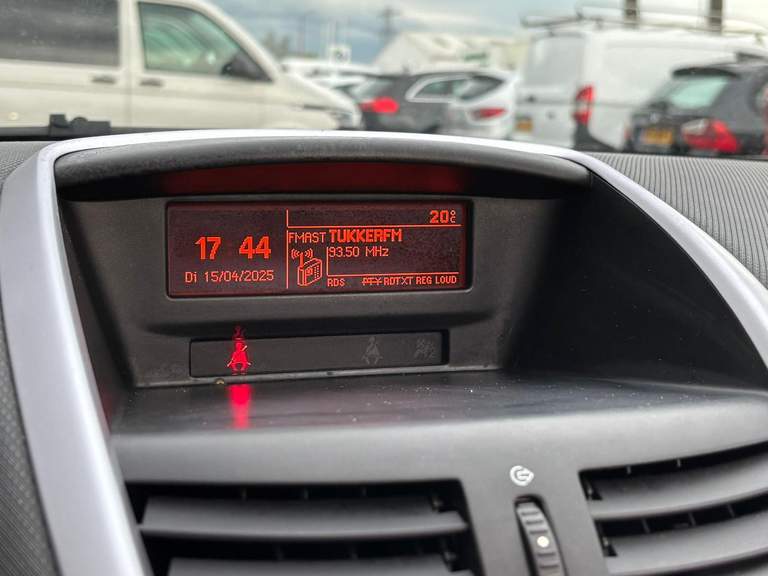 20°C
17 44
FMAST TUKKERFM
93.50 MHz
Di 15/04/2025
RDS PTY RDTXT REG LOUD